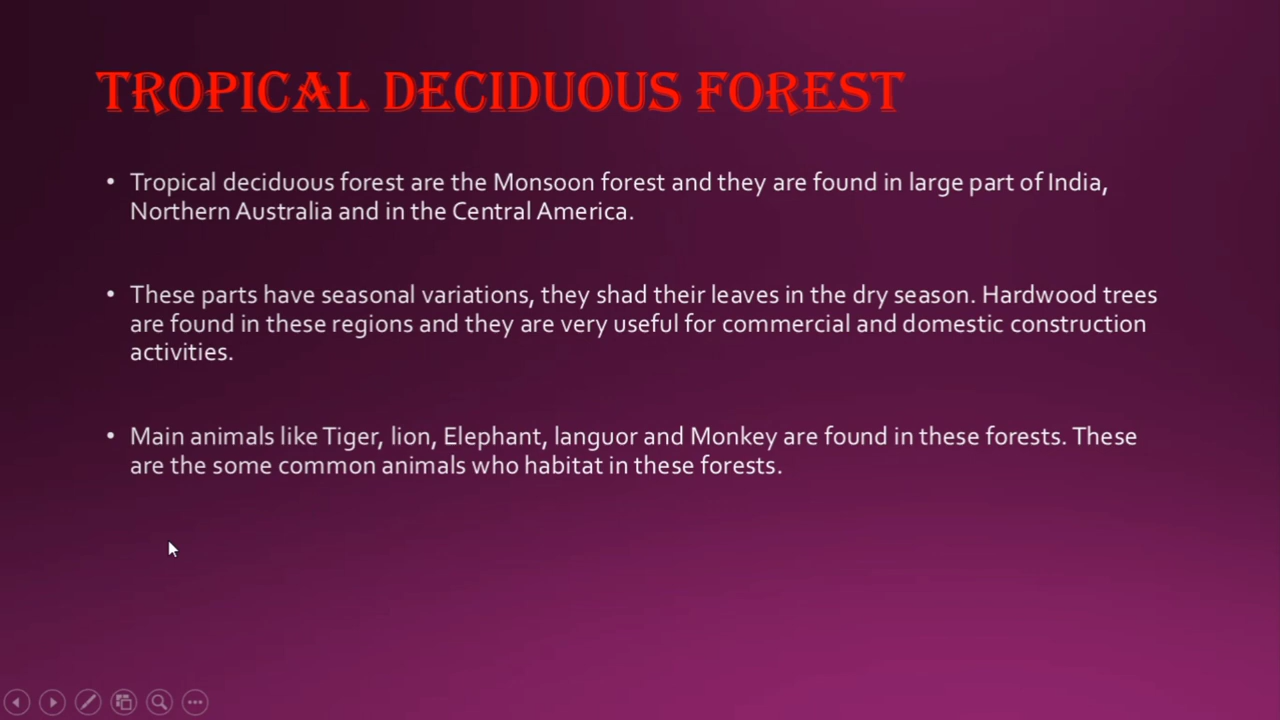 TROPICAL DECIDUOUS FOREST
• Tropical deciduous forest are the Monsoon forest and they are found in large part of India,
Northern Australia and in the Central America.
• These parts have seasonal variations, they shad their leaves in the dry season. Hardwood trees
are found in these regions and they are very useful for commercial and domestic construction
activities.
• Main animals like Tiger, lion, Elephant, languor and Monkey are found in these forests. These
are the some common animals who habitat in these forests.